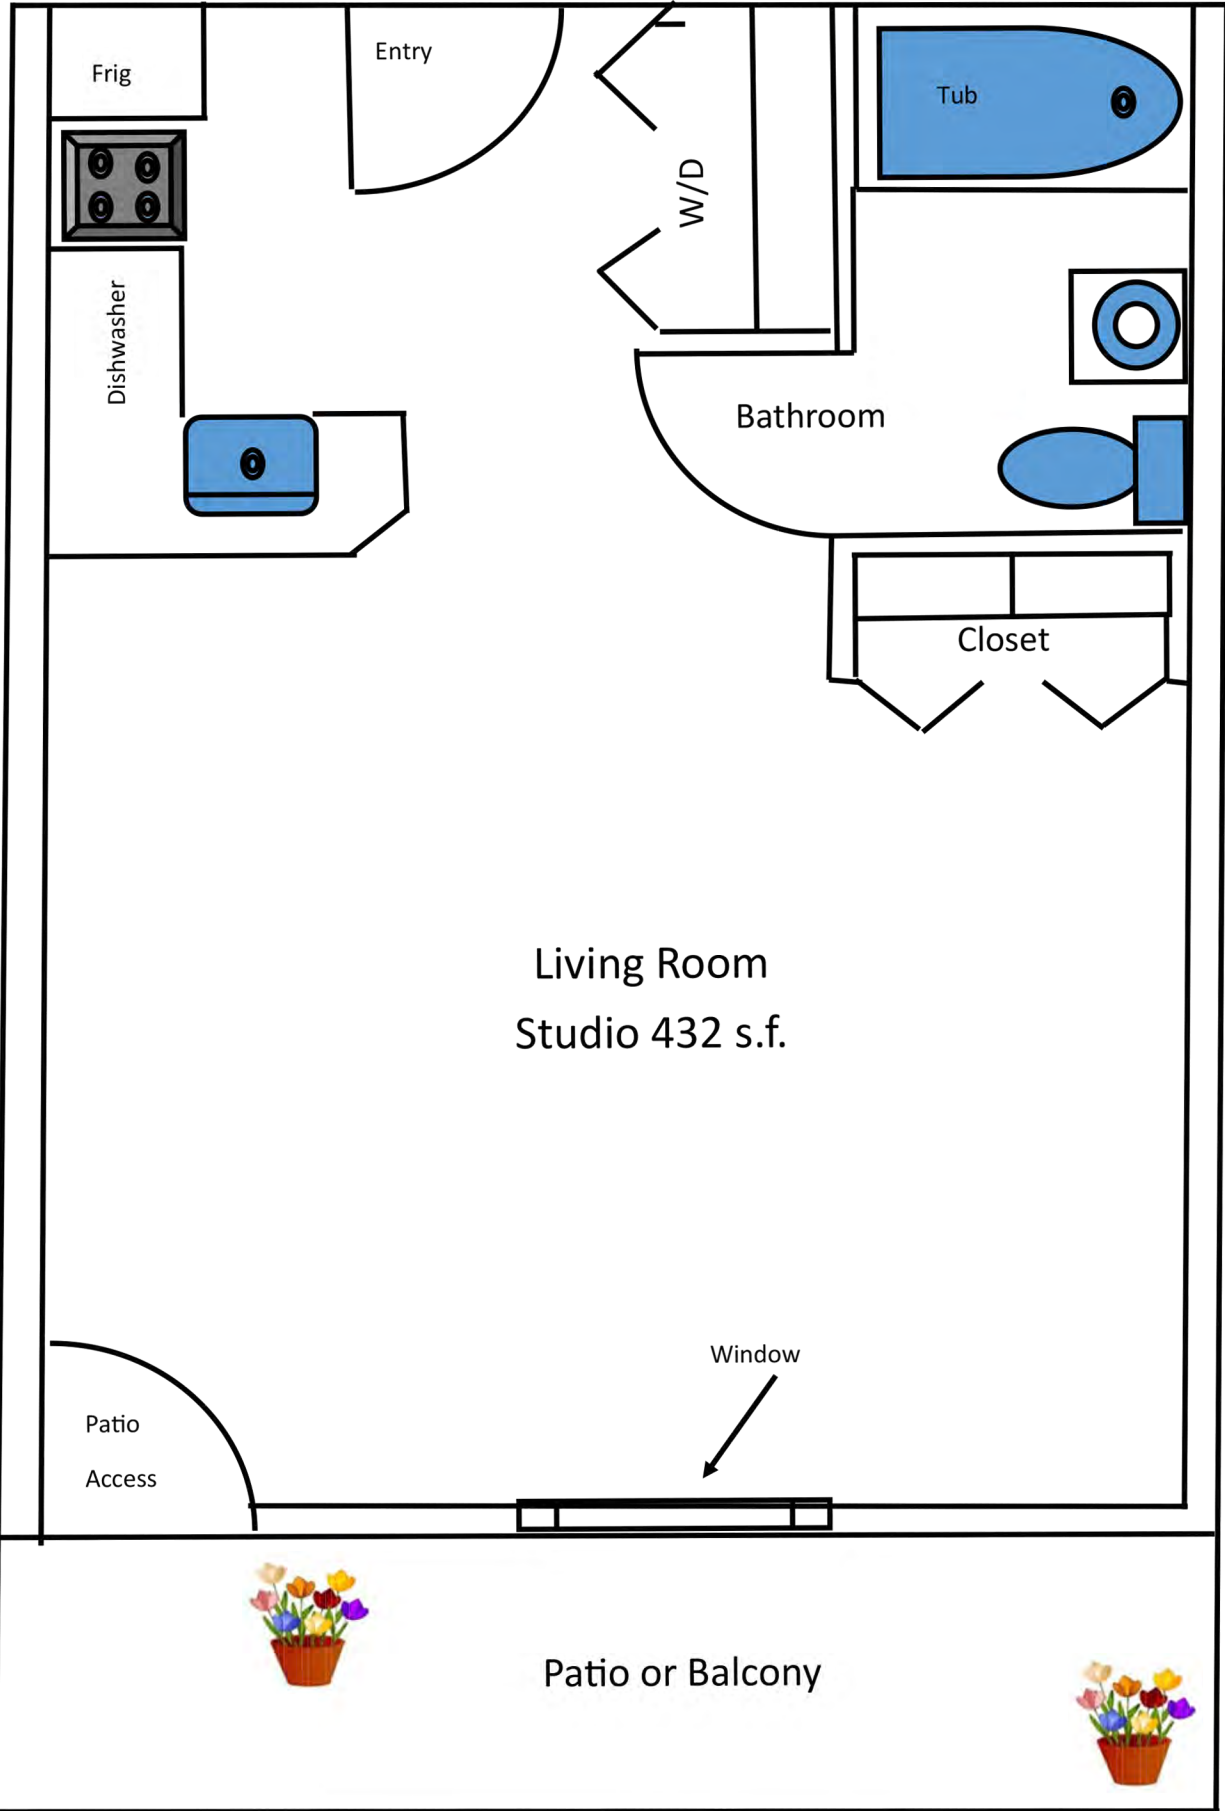 Entry
Frig
Tub
W/D
Dishwasher
Bathroom
Closet
Living Room
Studio 432 s.f.
Window
Patio
Access
Patio or Balcony